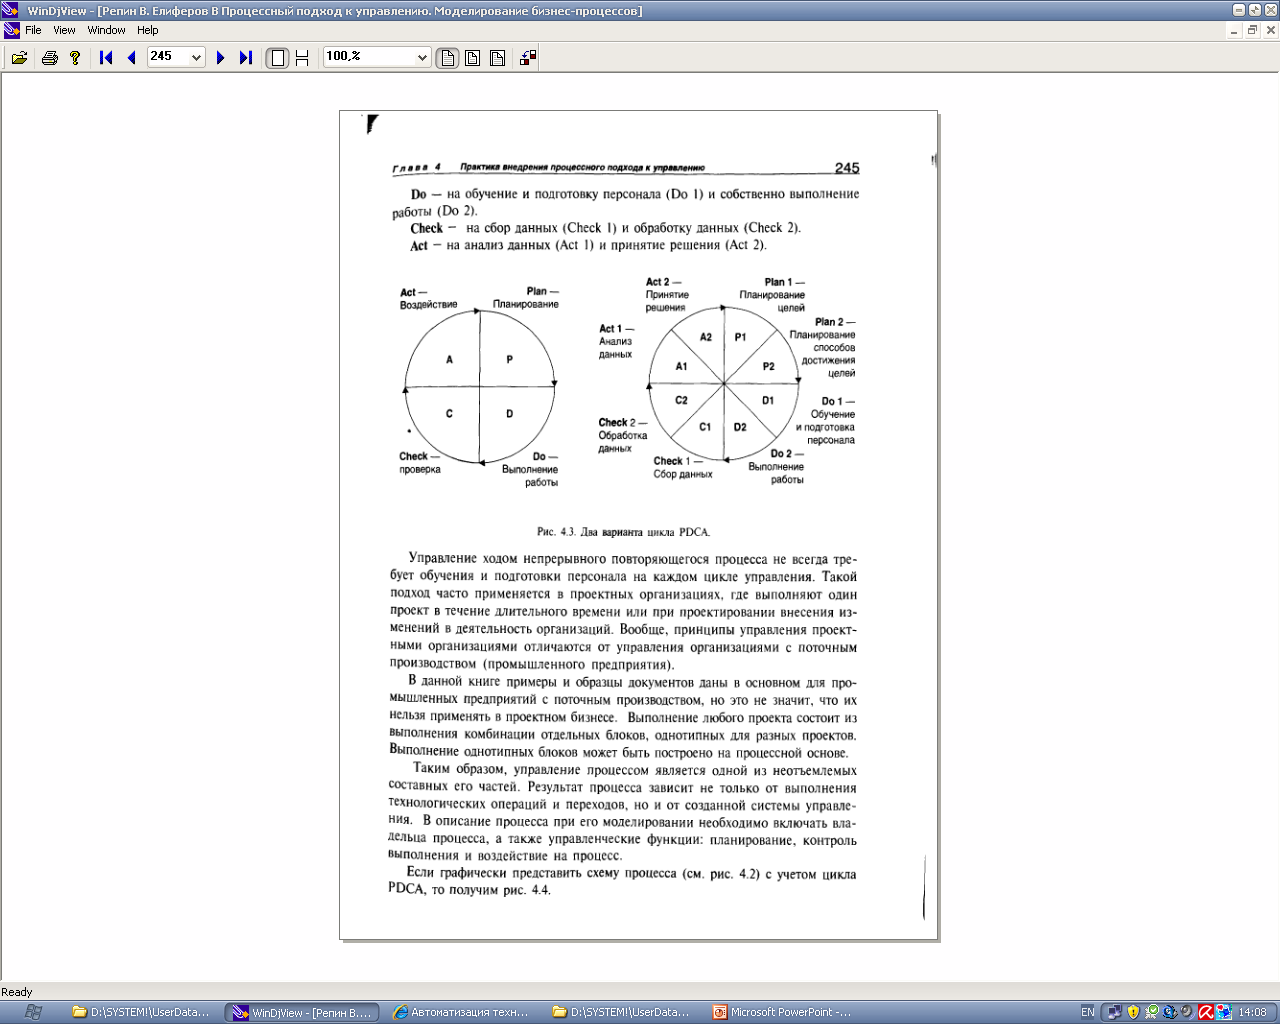 WinDjView - [Репин В. Елиферов В Процессный подход к управлению. Моделирование бизнес-процессов]
File View Window Help
245
100,%
Глава 4 Практика внедрения процессного подхода к управлению 245
Do — на обучение и подготовку персонала (Do 1) и собственно выполнение
работы (Do 2).
Check — на сбор данных (Check 1) и обработку данных (Check 2).
Act — на анализ данных (Act 1) и принятие решения (Act 2).
Act —
Воздействие
Plan —
Планирование
A
P
C
D
Check —
проверка
Do —
Выполнение
работы
Act 2 —
Принятие
решения
Plan 1 —
Планирование
целей
Act 1 —
Анализ
данных
Plan 2 —
Планирование
способов
достижения
целей
A2
P1
A1
P2
C2
D1
C1
D2
Check 2 —
Обработка
данных
Do 1 —
Обучение
и подготовка
персонала
Check 1 —
Сбор данных
Do 2 —
Выполнение
работы
Рис. 4.3. Два варианта цикла PDCA.
Управление ходом непрерывного повторяющегося процесса не всегда тре-
бует обучения и подготовки персонала на каждом цикле управления. Такой
подход часто применяется в проектных организациях, где выполняют один
проект в течение длительного времени или при проектировании внесения из-
менений в деятельность организаций. Вообще, принципы управления проект-
ными организациями отличаются от управления организациями с поточным
производством (промышленного предприятия).
В данной книге примеры и образцы документов даны в основном для про-
мышленных предприятий с поточным производством, но это не значит, что их
нельзя применять в проектном бизнесе. Выполнение любого проекта состоит из
выполнения комбинации отдельных блоков, однотипных для разных проектов.
Выполнение однотипных блоков может быть построено на процессной основе.
Таким образом, управление процессом является одной из неотъемлемых
составных его частей. Результат процесса зависит не только от выполнения
технологических операций и переходов, но и от созданной системы управле-
ния. В описание процесса при его моделировании необходимо включать вла-
дельца процесса, а также управленческие функции: планирование, контроль
выполнения и воздействие на процесс.
Если графически представить схему процесса (см. рис. 4.2) с учетом цикла
PDCA, то получим рис. 4.4.
Ready
D:\SYSTEM!\UserData... WinDjView - [Репин В.... Автоматизация техн... D:\SYSTEM!\UserData... Microsoft PowerPoint -... EN 14:08